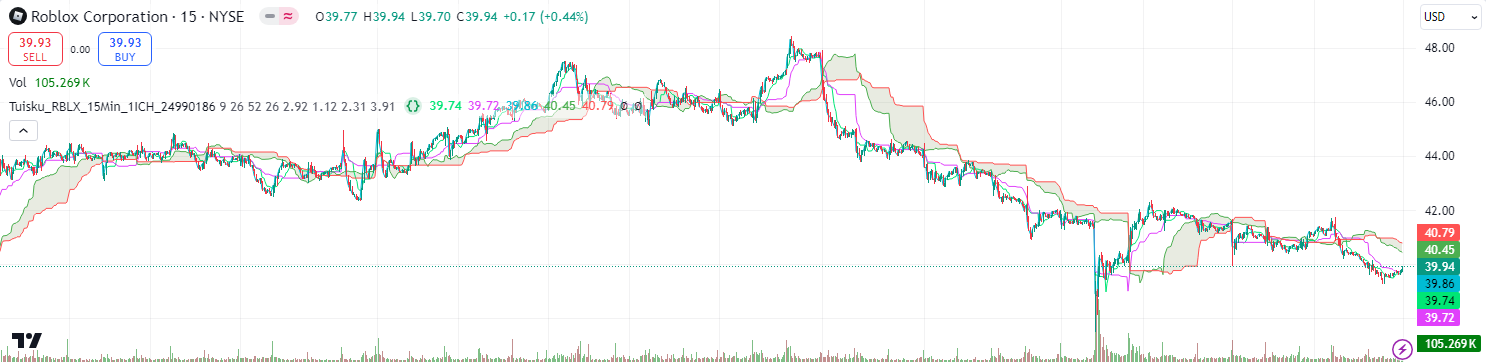 Roblox Corporation · 15 · NYSE O39.77 H39.94 L39.70 C39.94 +0.17 (+0.44%)
USD
39.93
SELL
0.00
39.93
BUY
Vol 105.269 K
Tuisku_RBLX_15Min_1ICH_24990186 9 26 52 26 2.92 1.12 2.31 3.91 39.74 39.72 39.86 40.45 40.79 ∅ ∅
48.00
46.00
44.00
42.00
40.79
40.45
39.94
39.86
39.74
39.72
105.269 K